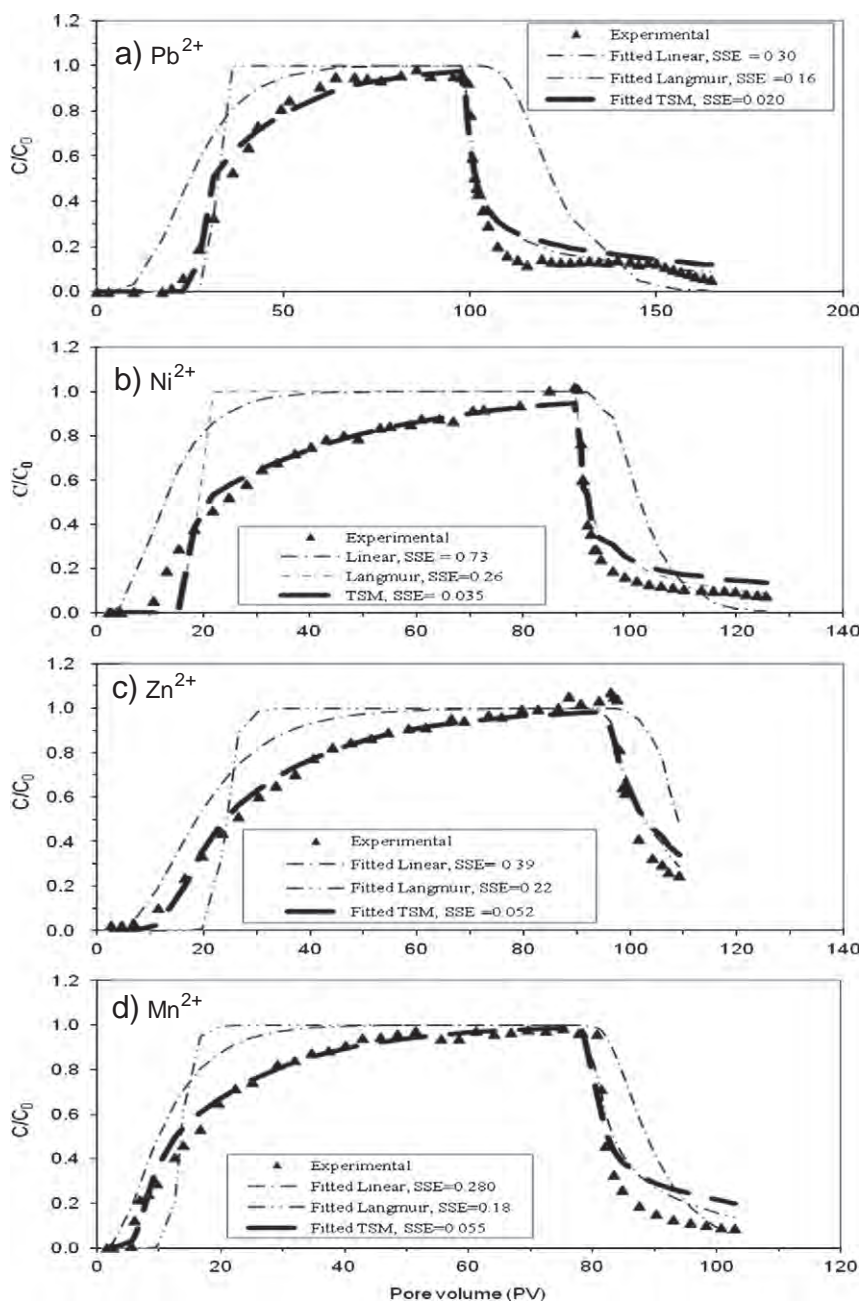 1.2
a) Pb2+
▲ Experimental
1.0
Fitted Linear, SSE = 0.30
Fitted Langmuir, SSE = 0.16
0.8
Fitted TSM, SSE=0.020
C/C0
0.6
0.4
0.2
0.0
0 50 100 150 200
1.2
b) Ni2+
1.0
0.8
C/C0
0.6
0.4
▲ Experimental
Linear, SSE = 0.73
0.2
Langmuir, SSE=0.26
TSM, SSE= 0.035
0.0
0 20 40 60 80 100 120 140
1.2
c) Zn2+
1.0
0.8
C/C0
0.6
▲ Experimental
0.4
Fitted Linear, SSE= 0.39
Fitted Langmuir, SSE=0.22
0.2
Fitted TSM, SSE =0.052
0.0
0 20 40 60 80 100 120 140
1.2
d) Mn2+
1.0
0.8
C/C0
0.6
0.4
▲ Experimental
Fitted Linear, SSE=0.280
0.2
Fitted Langmuir, SSE=0.18
Fitted TSM, SSE=0.055
0.0
0 20 40 60 80 100 120
Pore volume (PV)